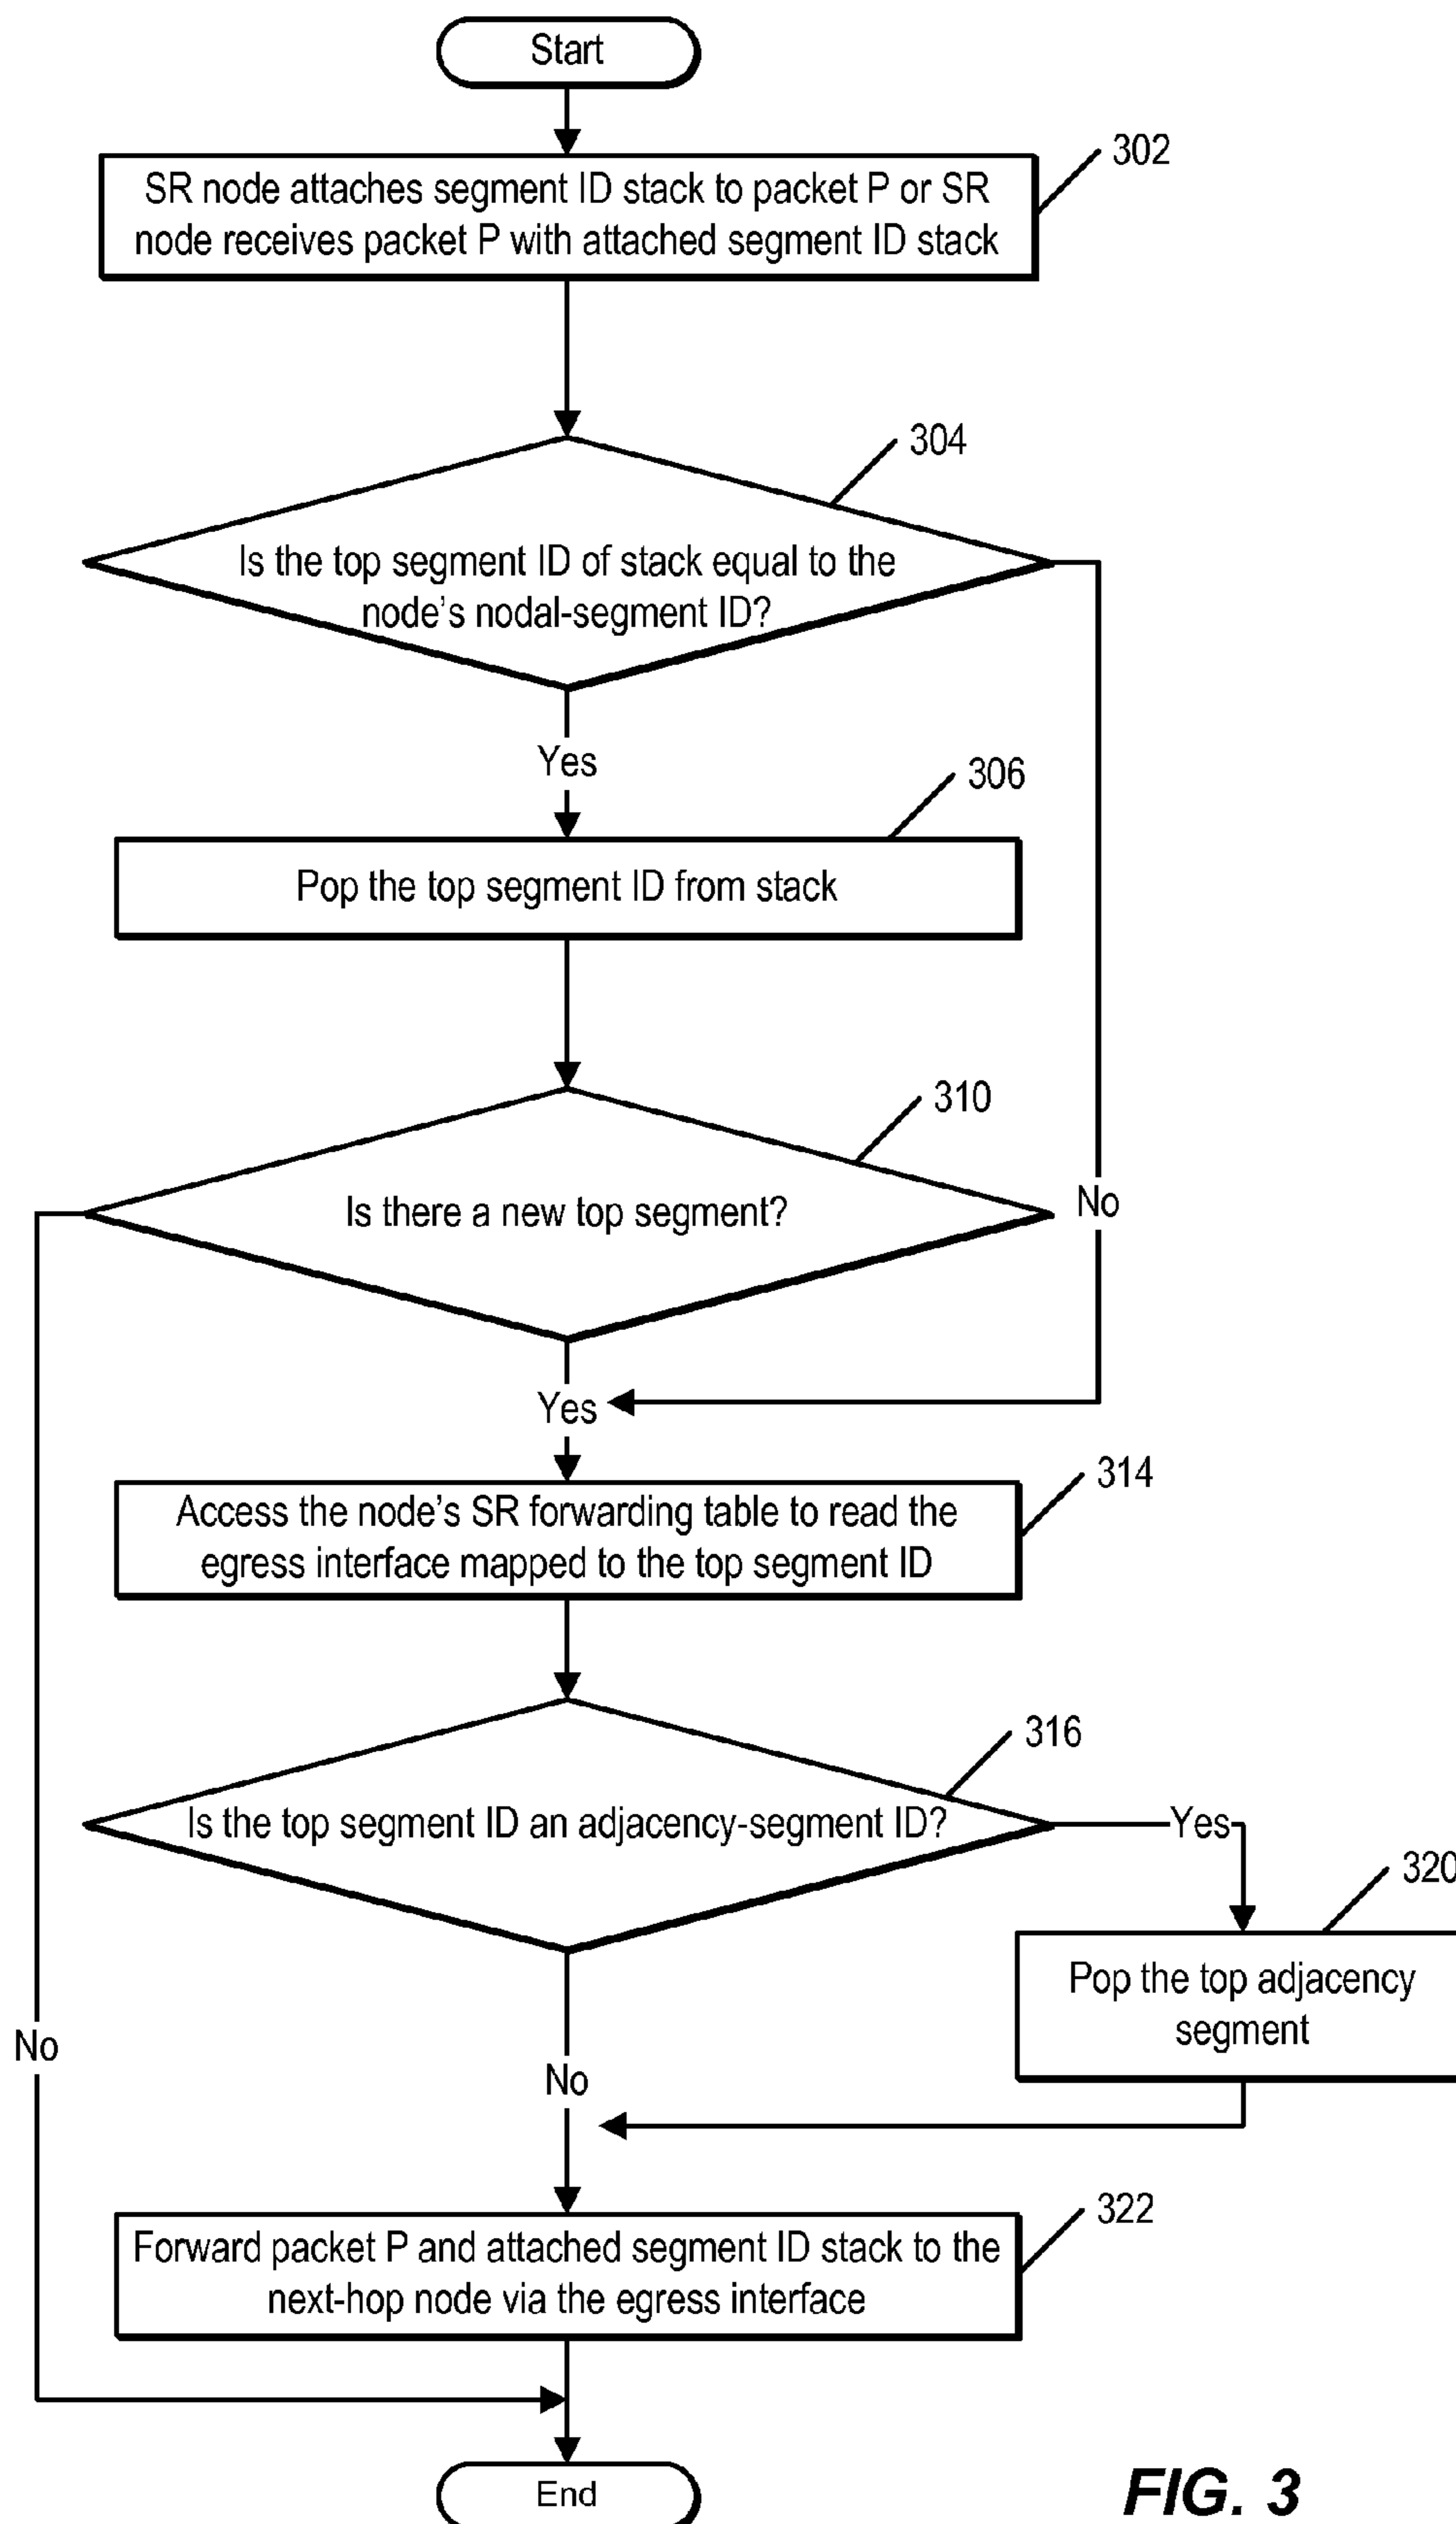 Start
302
SR node attaches segment ID stack to packet P or SR
node receives packet P with attached segment ID stack
304
Is the top segment ID of stack equal to the
node's nodal-segment ID?
Yes
306
Pop the top segment ID from stack
310
Is there a new top segment?
No
Yes
314
Access the node's SR forwarding table to read the
egress interface mapped to the top segment ID
316
Is the top segment ID an adjacency-segment ID?
Yes
320
Pop the top adjacency
segment
No
No
322
Forward packet P and attached segment ID stack to the
next-hop node via the egress interface
End
FIG. 3